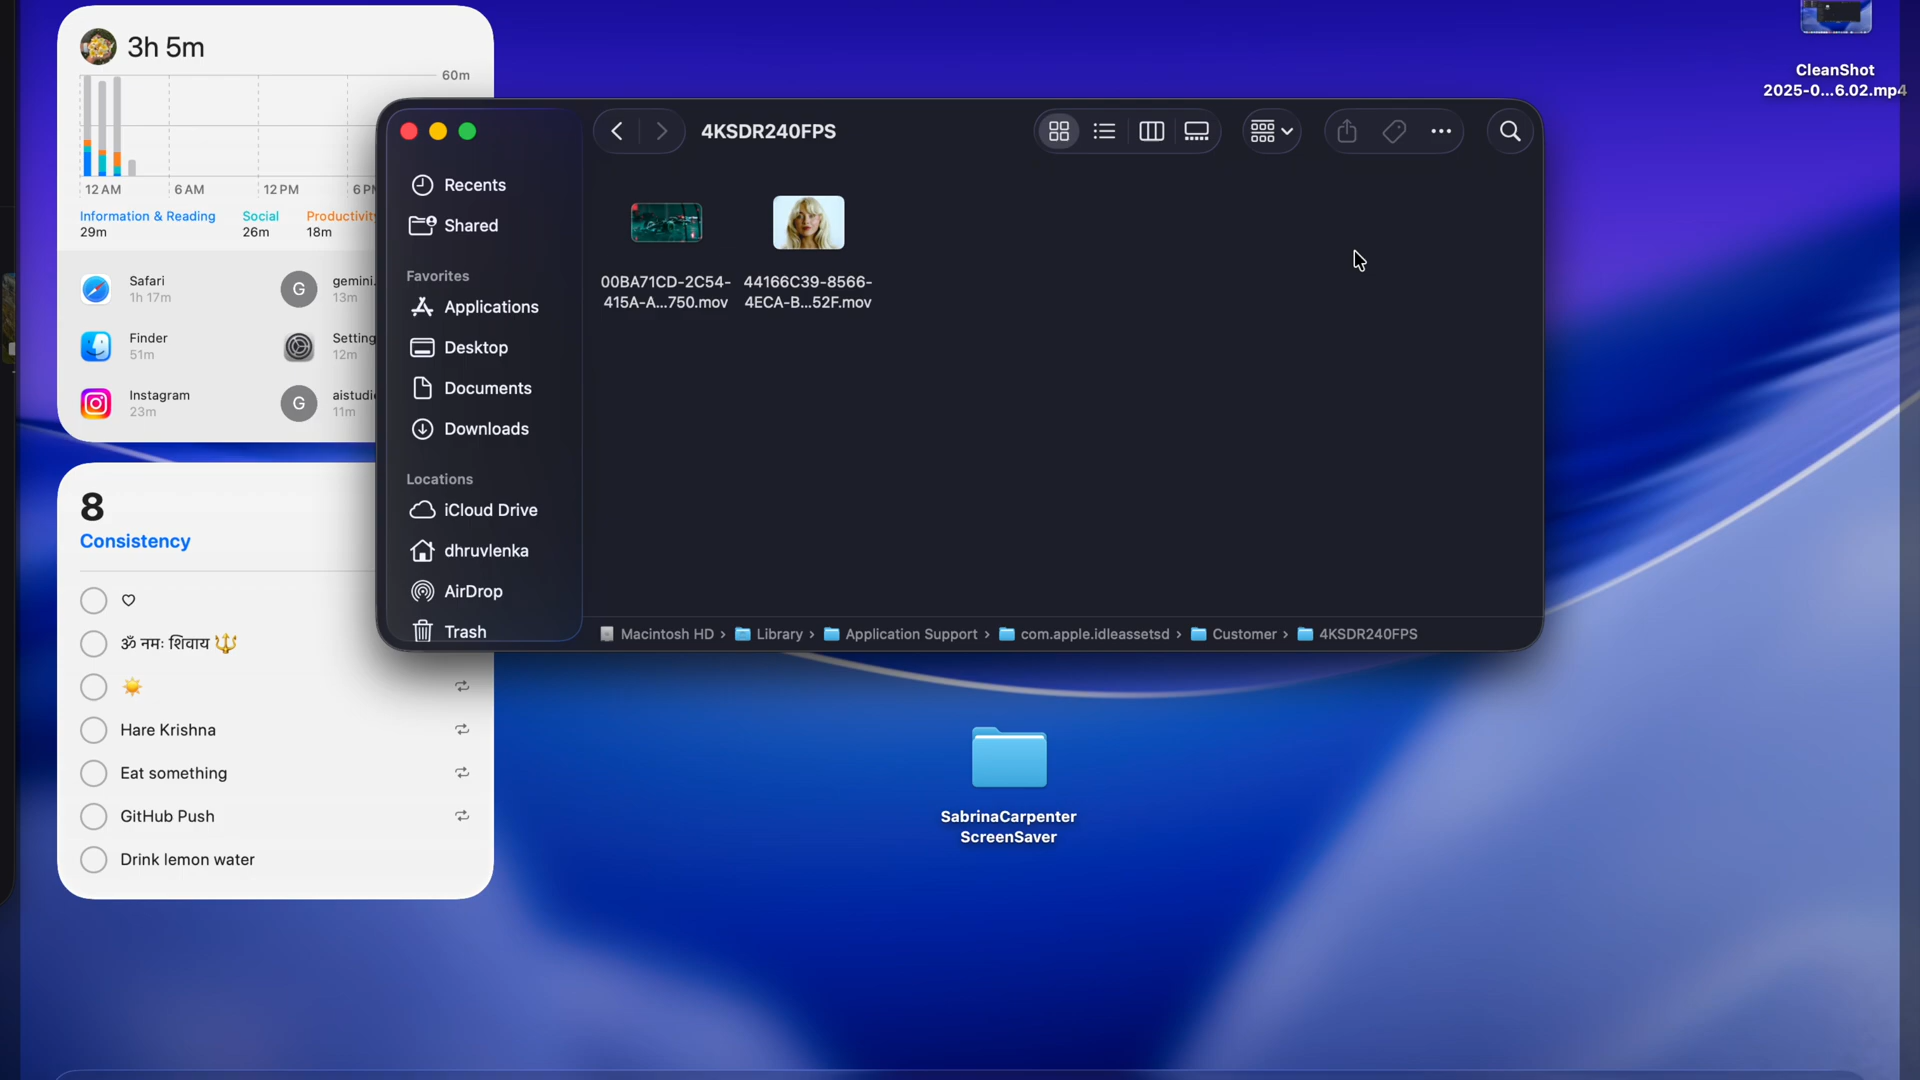 3h 5m
60m
12 AM
6 AM
12 PM
6 PM
Information & Reading
Social
Productivity
29m
26m
18m
Safari
1h 17m
G
gemini.
13m
Finder
51m
Setting
12m
Instagram
23m
G
aistudi
11m
8
Consistency
♡
ॐ नमः शिवाय 🔱
☀️
Hare Krishna
Eat something
GitHub Push
Drink lemon water
4KSDR240FPS
Recents
Shared
Favorites
Applications
Desktop
Documents
Downloads
Locations
iCloud Drive
dhruvlenka
AirDrop
Trash
00BA71CD-2C54-
415A-A...750.mov
44166C39-8566-
4ECA-B...52F.mov
Macintosh HD › Library › Application Support › com.apple.idleassetsd › Customer › 4KSDR240FPS
CleanShot
2025-0...6.02.mp4
SabrinaCarpenter
ScreenSaver